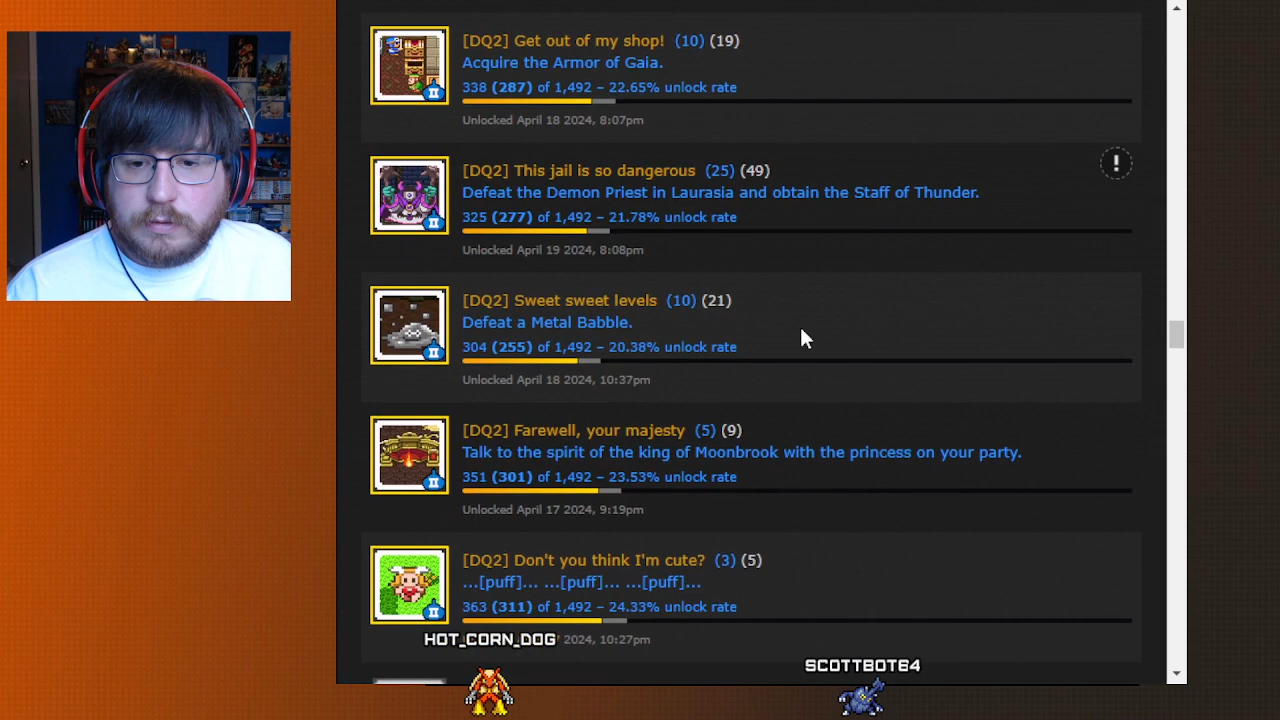 [DQ2] Get out of my shop! (10) (19)
Acquire the Armor of Gaia.
338 (287) of 1,492 – 22.65% unlock rate
Unlocked April 18 2024, 8:07pm
[DQ2] This jail is so dangerous (25) (49)
Defeat the Demon Priest in Laurasia and obtain the Staff of Thunder.
325 (277) of 1,492 – 21.78% unlock rate
Unlocked April 19 2024, 8:08pm
[DQ2] Sweet sweet levels (10) (21)
Defeat a Metal Babble.
304 (255) of 1,492 – 20.38% unlock rate
Unlocked April 18 2024, 10:37pm
[DQ2] Farewell, your majesty (5) (9)
Talk to the spirit of the king of Moonbrook with the princess on your party.
351 (301) of 1,492 – 23.53% unlock rate
Unlocked April 17 2024, 9:19pm
[DQ2] Don't you think I'm cute? (3) (5)
...[puff]... ...[puff]... ...[puff]...
363 (311) of 1,492 – 24.33% unlock rate
2024, 10:27pm
HOT_CORN_DOG
SCOTTBOT64